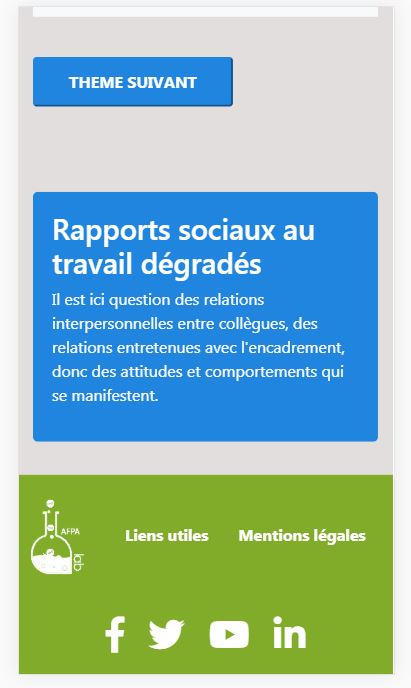 THEME SUIVANT
Rapports sociaux au
travail dégradés
Il est ici question des relations
interpersonnelles entre collègues, des
relations entretenues avec l'encadrement,
donc des attitudes et comportements qui
se manifestent.
AFPA
lab
Liens utiles
Mentions légales